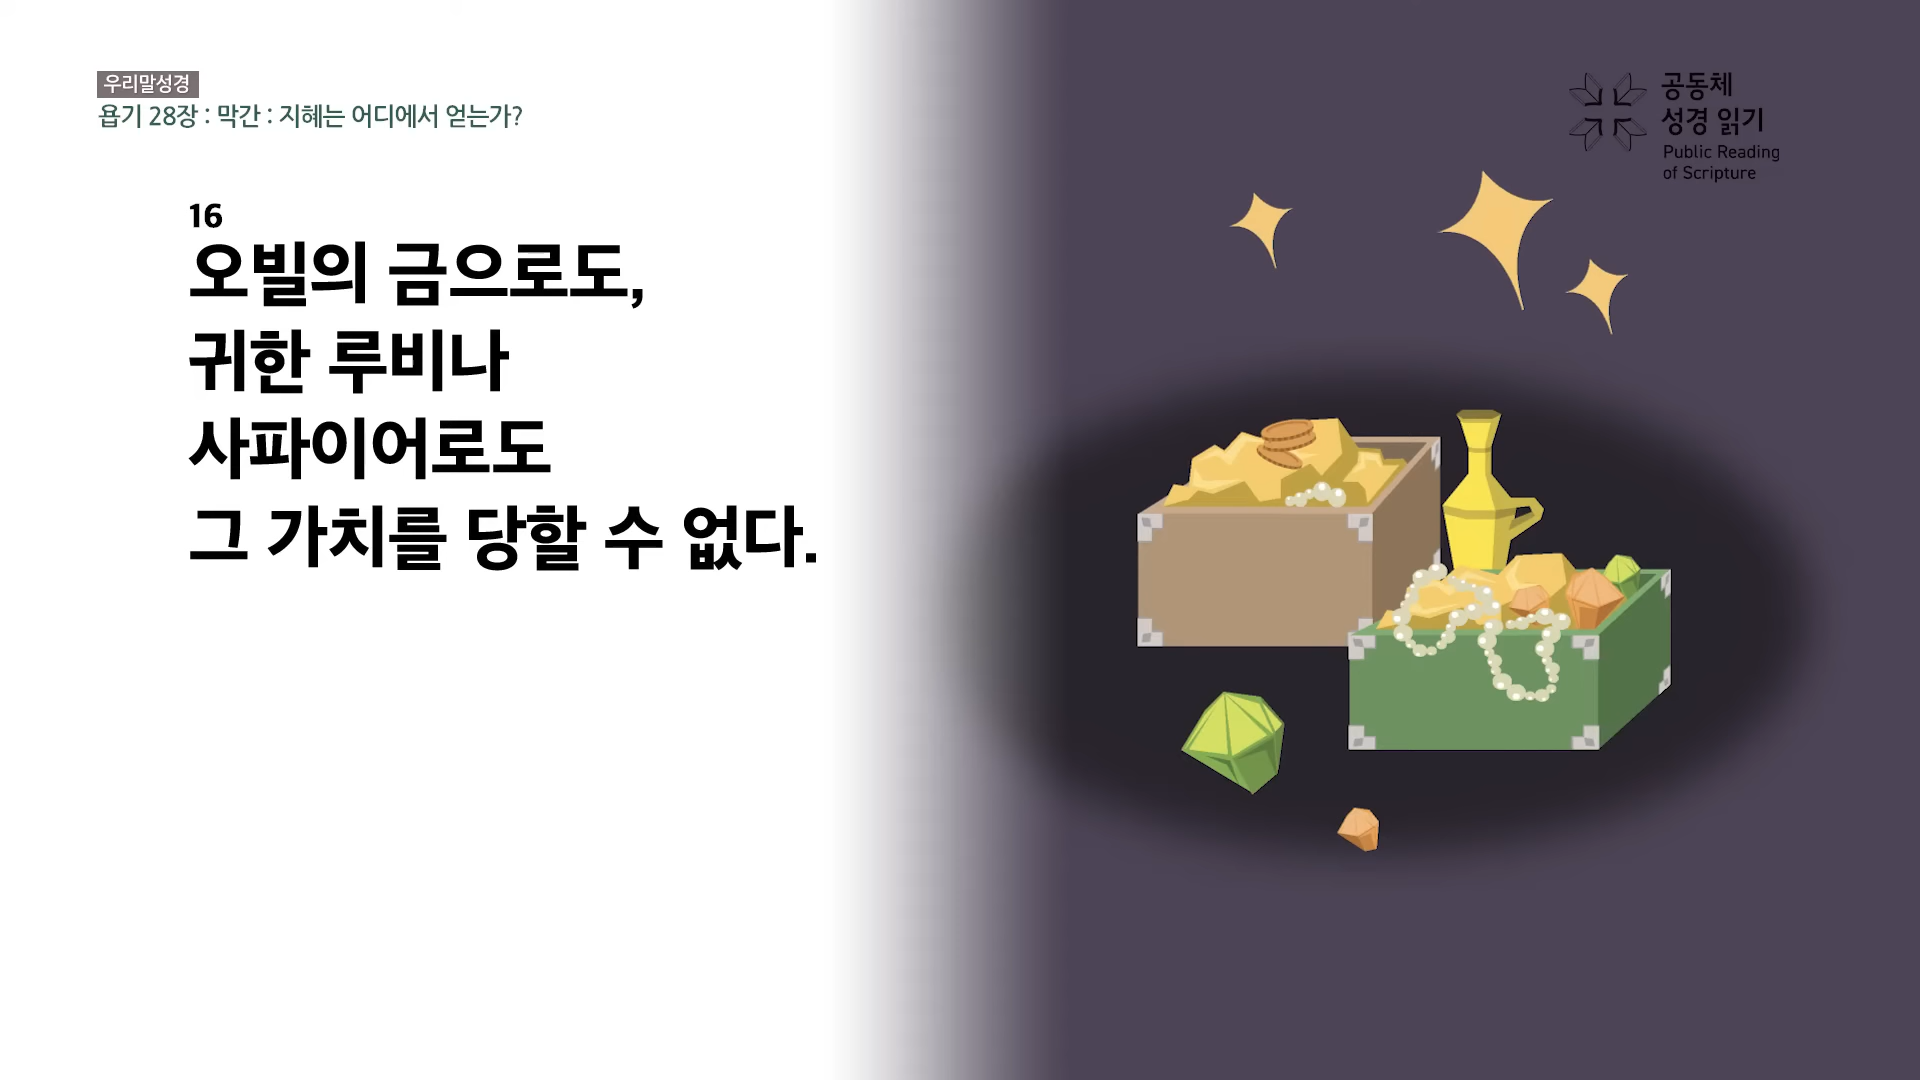 우리말성경
욥기 28장 : 막간 : 지혜는 어디에서 얻는가?
공동체
성경 읽기
Public Reading
of Scripture
16
오빌의 금으로도,
귀한 루비나
사파이어로도
그 가치를 당할 수 없다.